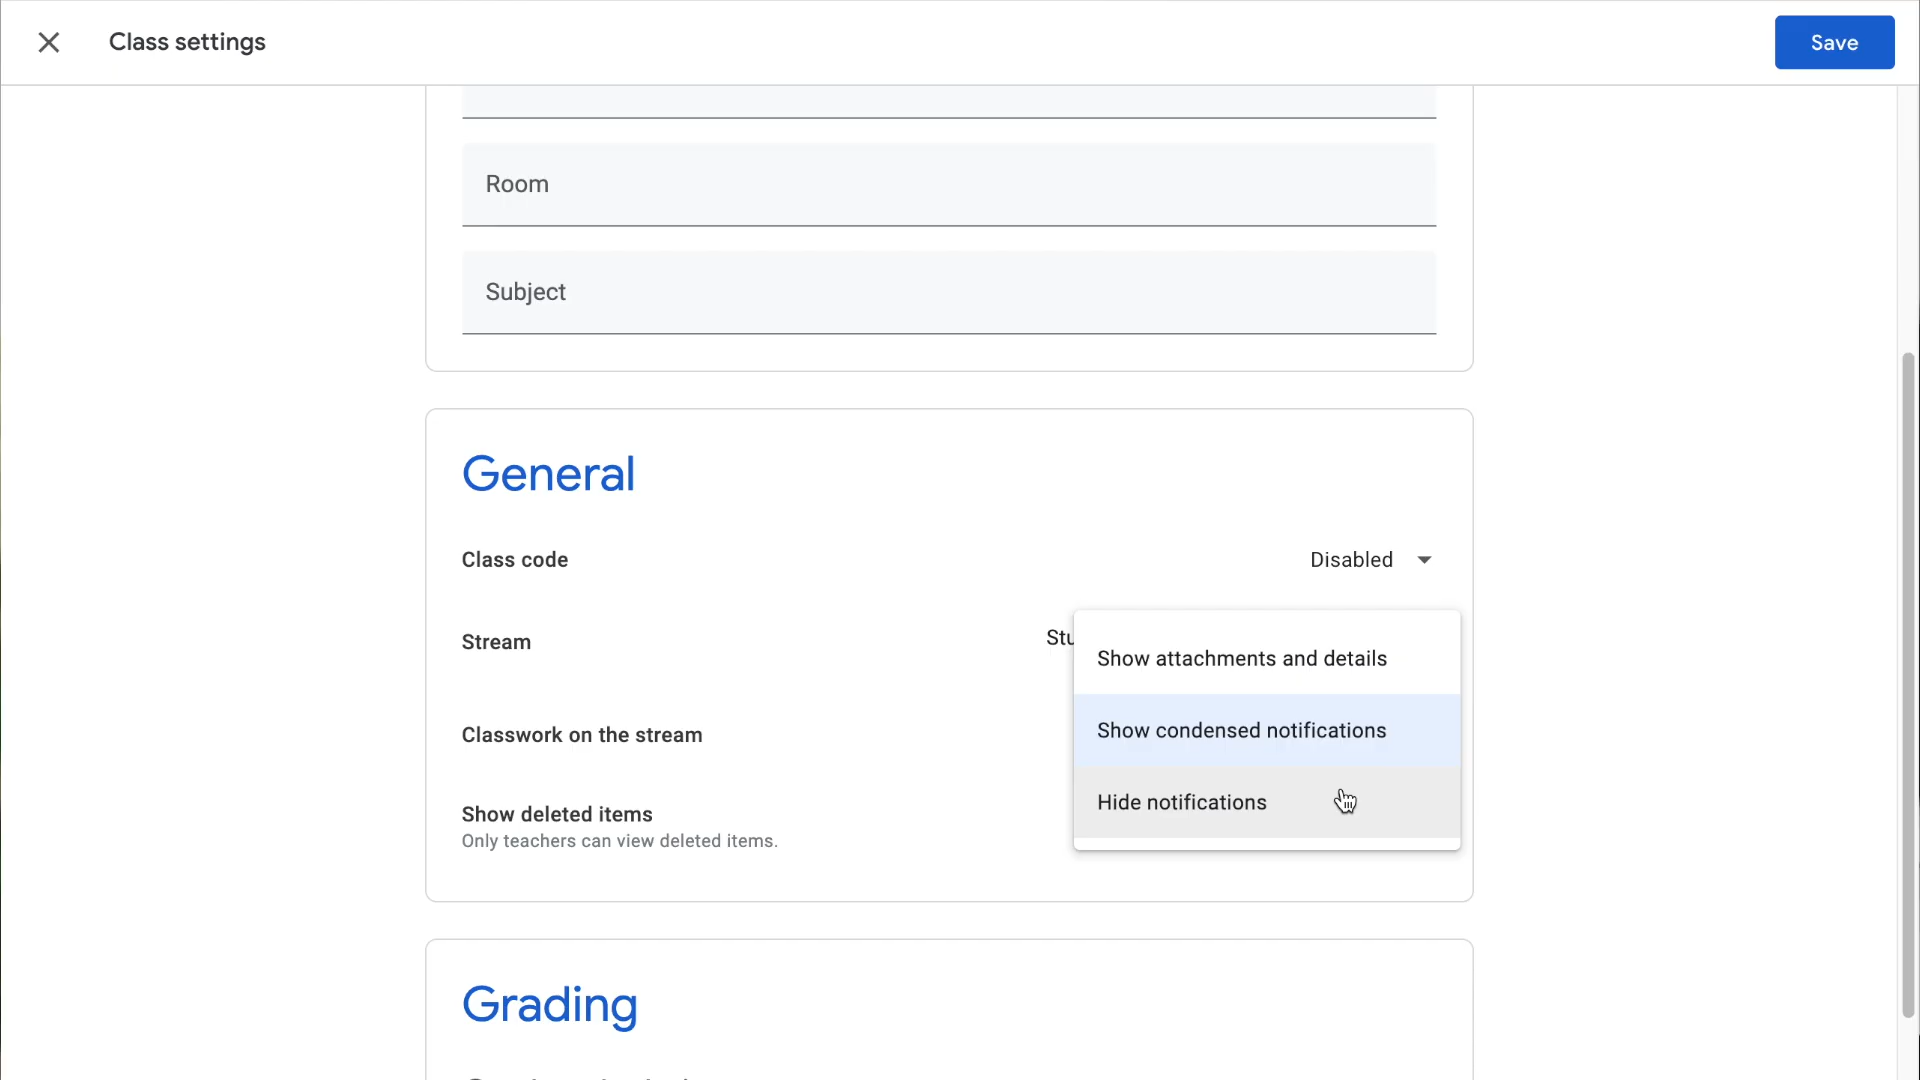 Class settings
Save
Room
Subject
General
Class code
Disabled
Stream
Show attachments and details
Classwork on the stream
Show condensed notifications
Hide notifications
Show deleted items
Only teachers can view deleted items.
Grading